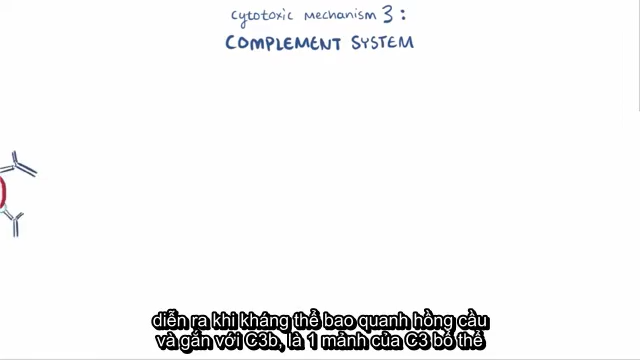 cytotoxic mechanism 3:
COMPLEMENT SYSTEM
diễn ra khi kháng thể bao quanh hồng cầu
và gắn với C3b, là 1 mảnh của C3 bổ thể